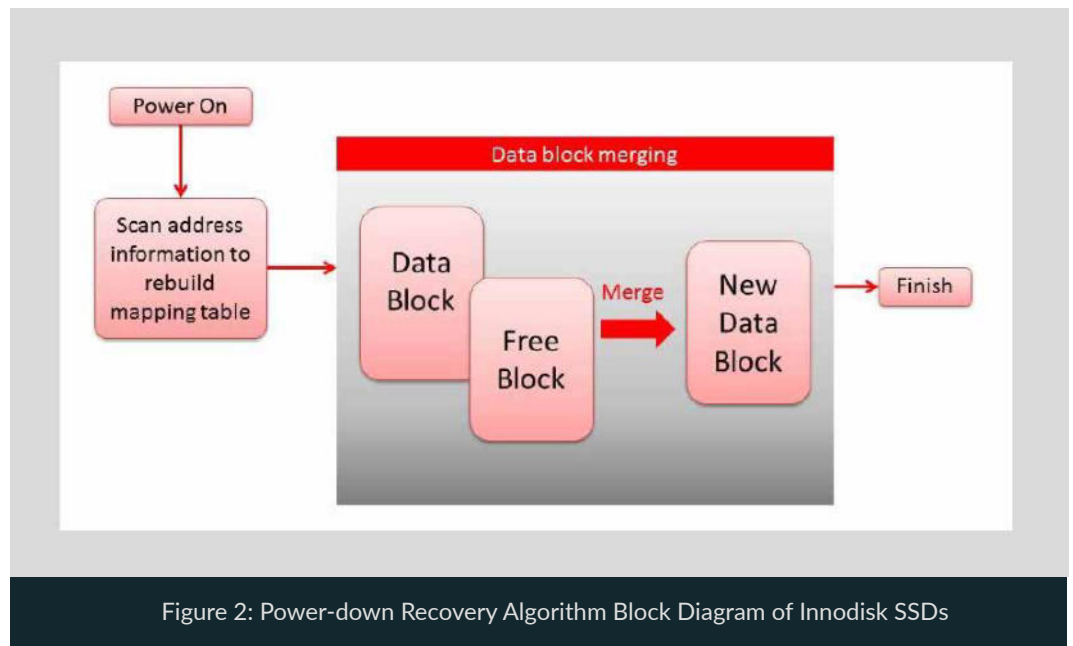 Power On
Scan address
information to
rebuild
mapping table
Data block merging
Data
Block
Free
Block
Merge
New
Data
Block
Finish
Figure 2: Power-down Recovery Algorithm Block Diagram of Innodisk SSDs